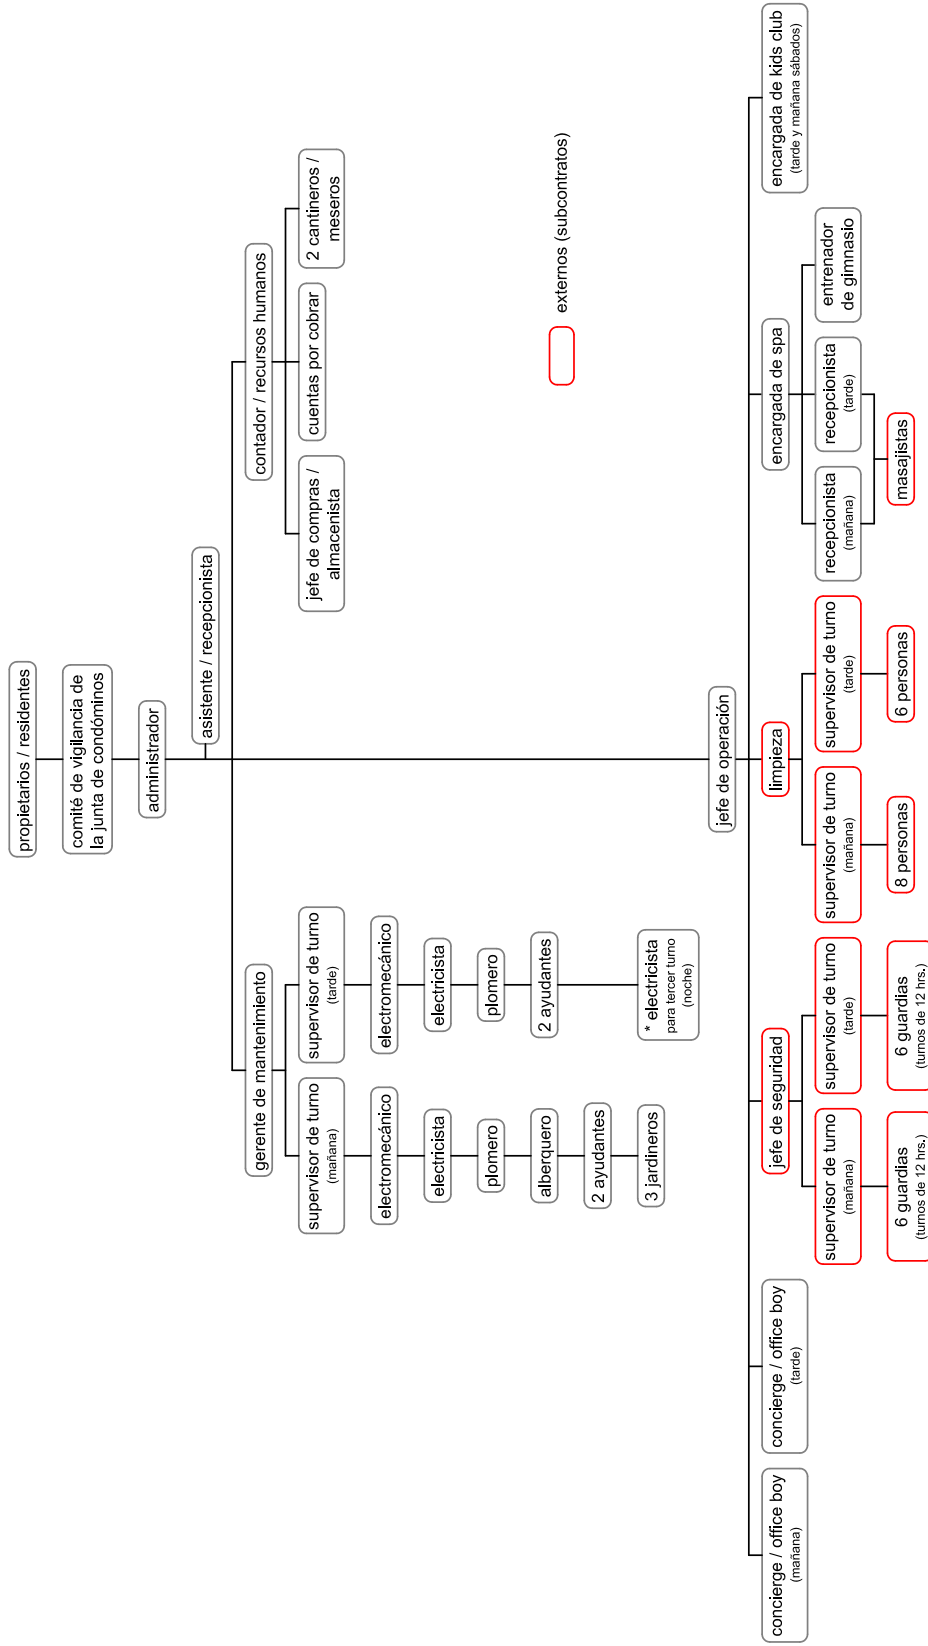 propietarios / residentes
comité de vigilancia de
la junta de condóminos
administrador
asistente / recepcionista
gerente de mantenimiento
contador / recursos humanos
supervisor de turno
(mañana)
electromecánico
electricista
plomero
alberquero
2 ayudantes
3 jardineros
supervisor de turno
(tarde)
electromecánico
electricista
plomero
2 ayudantes
* electricista
para tercer turno
(noche)
jefe de compras /
almacenista
cuentas por cobrar
2 cantineros /
meseros
externos (subcontratos)
jefe de operación
concierge / office boy
(mañana)
concierge / office boy
(tarde)
jefe de seguridad
supervisor de turno
(mañana)
6 guardias
(turnos de 12 hrs.)
supervisor de turno
(tarde)
6 guardias
(turnos de 12 hrs.)
limpieza
supervisor de turno
(mañana)
8 personas
supervisor de turno
(tarde)
6 personas
encargada de spa
recepcionista
(mañana)
recepcionista
(tarde)
entrenador
de gimnasio
masajistas
encargada de kids club
(tarde y mañana sábados)